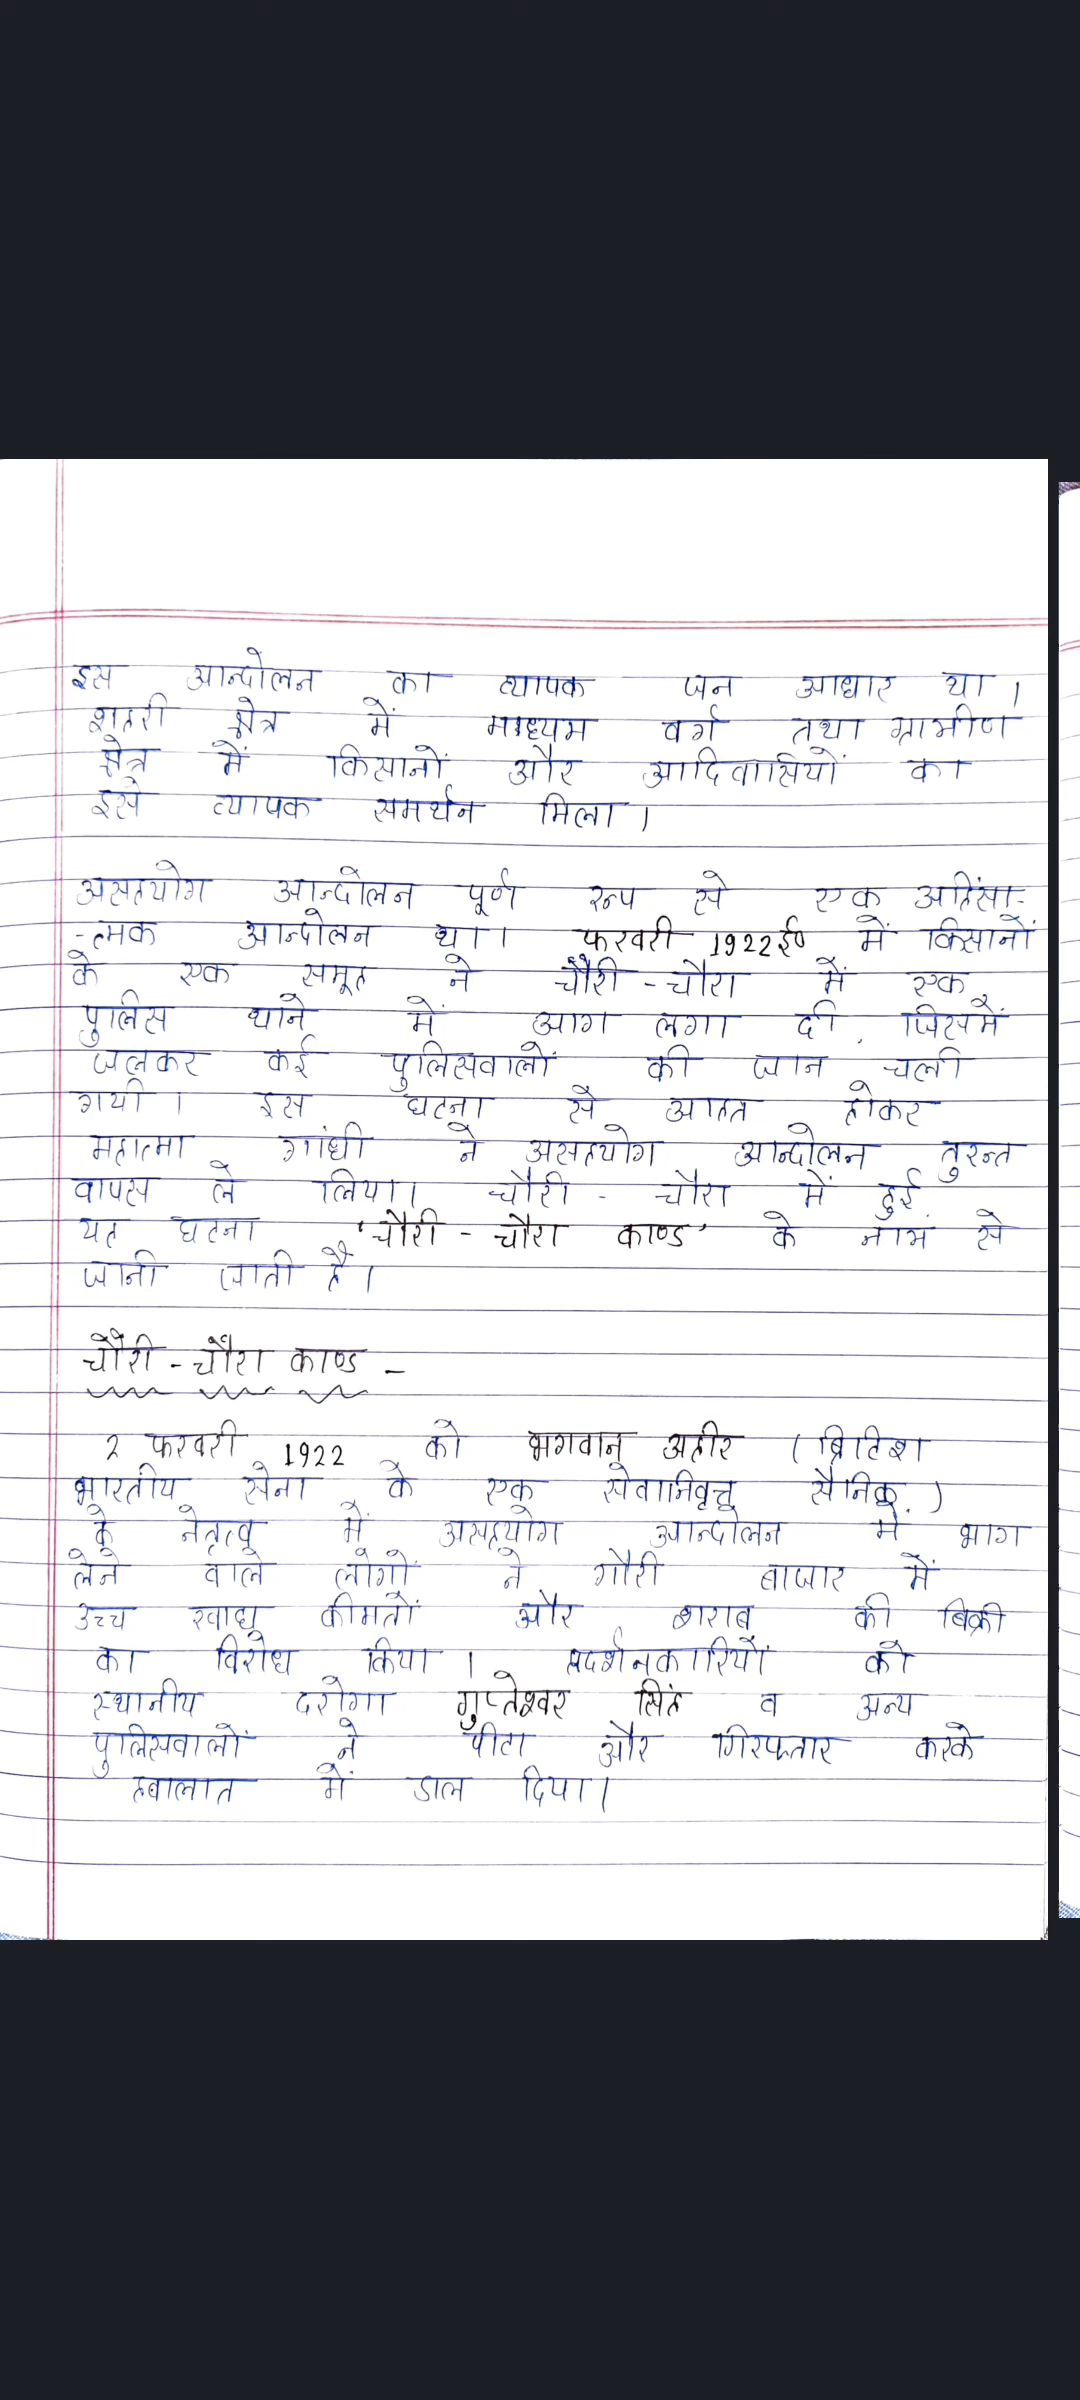 इस आन्दोलन का व्यापक जन आधार था।
शहरी क्षेत्र में माध्यम वर्ग तथा ग्रामीण
क्षेत्र में किसानों और आदिवासियों का
इसे व्यापक समर्थन मिला।
असहयोग आन्दोलन पूर्ण रूप से एक अहिंसा-
-त्मक आन्दोलन था। फरवरी 1922ई० में किसानों
के एक समूह ने चौरी-चौरा में एक
पुलिस थाने में आग लगा दी, जिसमें
जलकर कई पुलिसवालों की जान चली
गयी। इस घटना से आहत होकर
महात्मा गांधी ने असहयोग आन्दोलन तुरन्त
वापस ले लिया। चौरी-चौरा में हुई
यह घटना 'चौरी-चौरा काण्ड' के नाम से
जानी जाती है।
चौरी-चौरा काण्ड -
2 फरवरी 1922 को भगवान अहीर (ब्रिटिश
भारतीय सेना के एक सेवानिवृत्त सैनिक)
के नेतृत्व में असहयोग आन्दोलन में भाग
लेने वाले लोगों ने गौरी बाजार में
उच्च खाद्य कीमतों और शराब की बिक्री
का विरोध किया। प्रदर्शनकारियों को
स्थानीय दरोगा गुप्तेश्वर सिंह व अन्य
पुलिसवालों ने पीटा और गिरफ्तार करके
हवालात में डाल दिया।